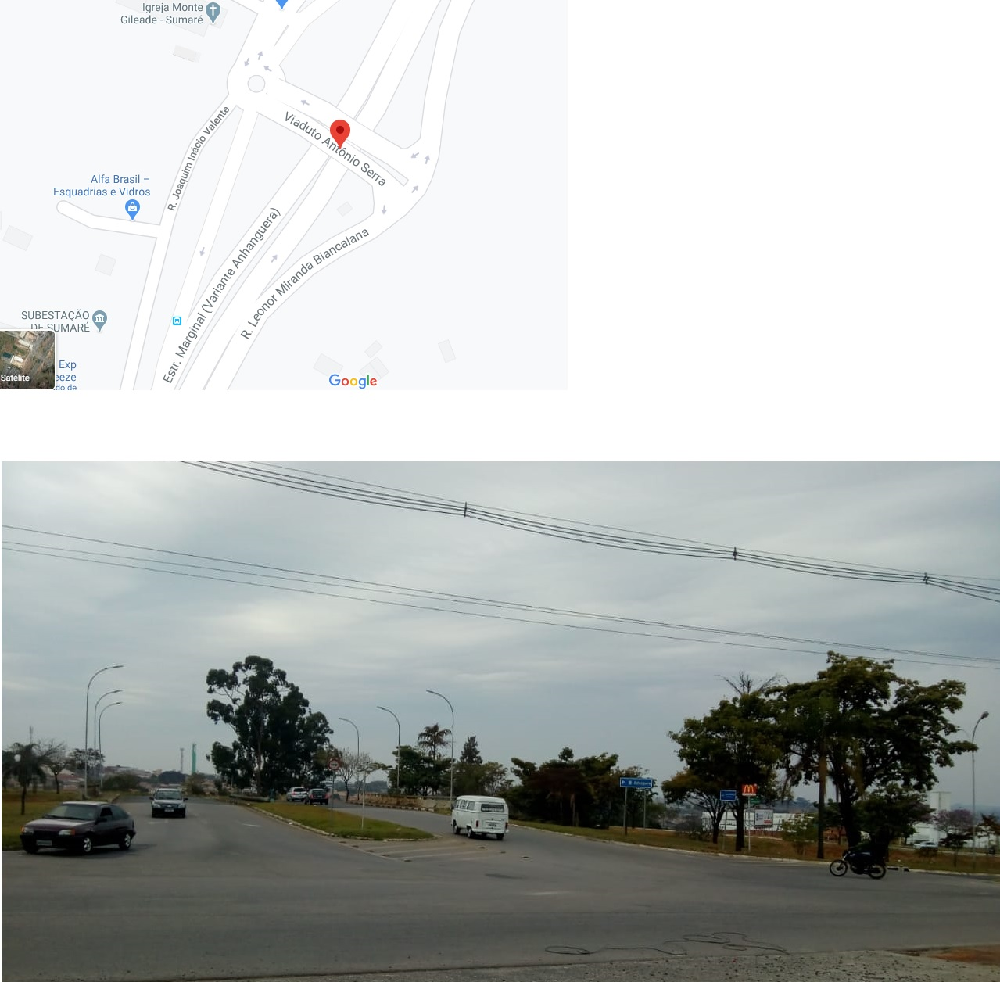 Igreja Monte
Gileade - Sumaré
R. Joaquim Inácio Valente
Viaduto Antônio Serra
Alfa Brasil –
Esquadrias e Vidros
Estr. Marginal (Variante Anhanguera)
R. Leonor Miranda Biancalana
SUBESTAÇÃO
DE SUMARÉ
Satélite
Exp
eeze
do de
Google